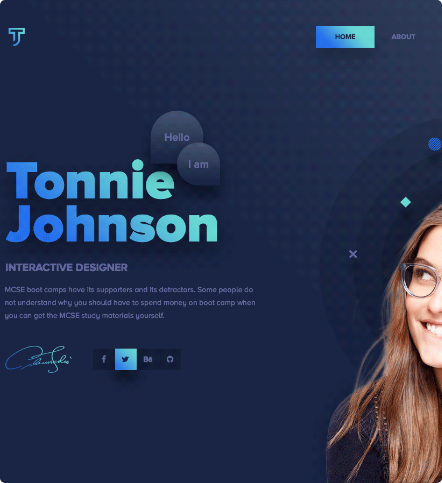 HOME
ABOUT
Hello
I am
Tonnie
Johnson
INTERACTIVE DESIGNER
MCSE boot camps have its supporters and its detractors. Some people do
not understand why you should have to spend money on boot camp when
you can get the MCSE study materials yourself.
Bē